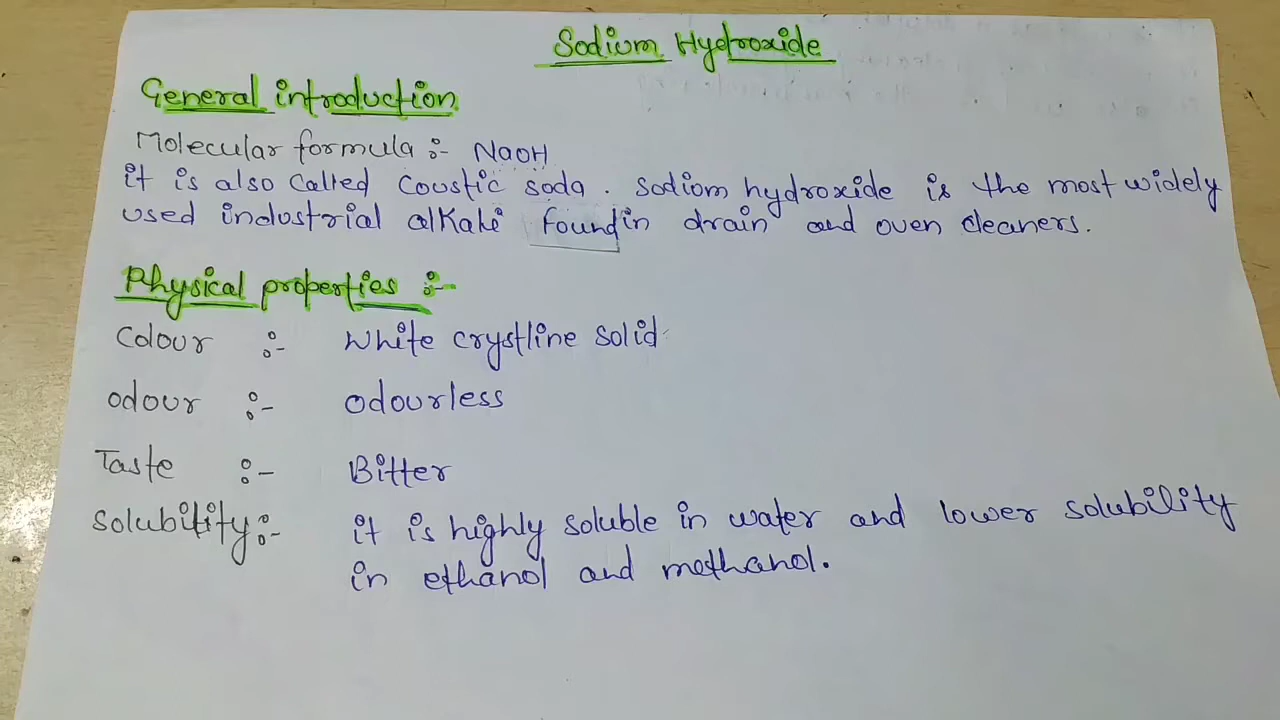 Sodium Hydroxide
General introduction
Molecular formula :- NaOH
it is also called Coustic soda. Sodium hydroxide is the most widely
used industrial alkali found in drain and oven cleaners.
Physical properties :-
Colour :- White crystline solid
odour :- odourless
Taste :- Bitter
Solubility :- it is highly soluble in water and lower solubility
in ethanol and methanol.